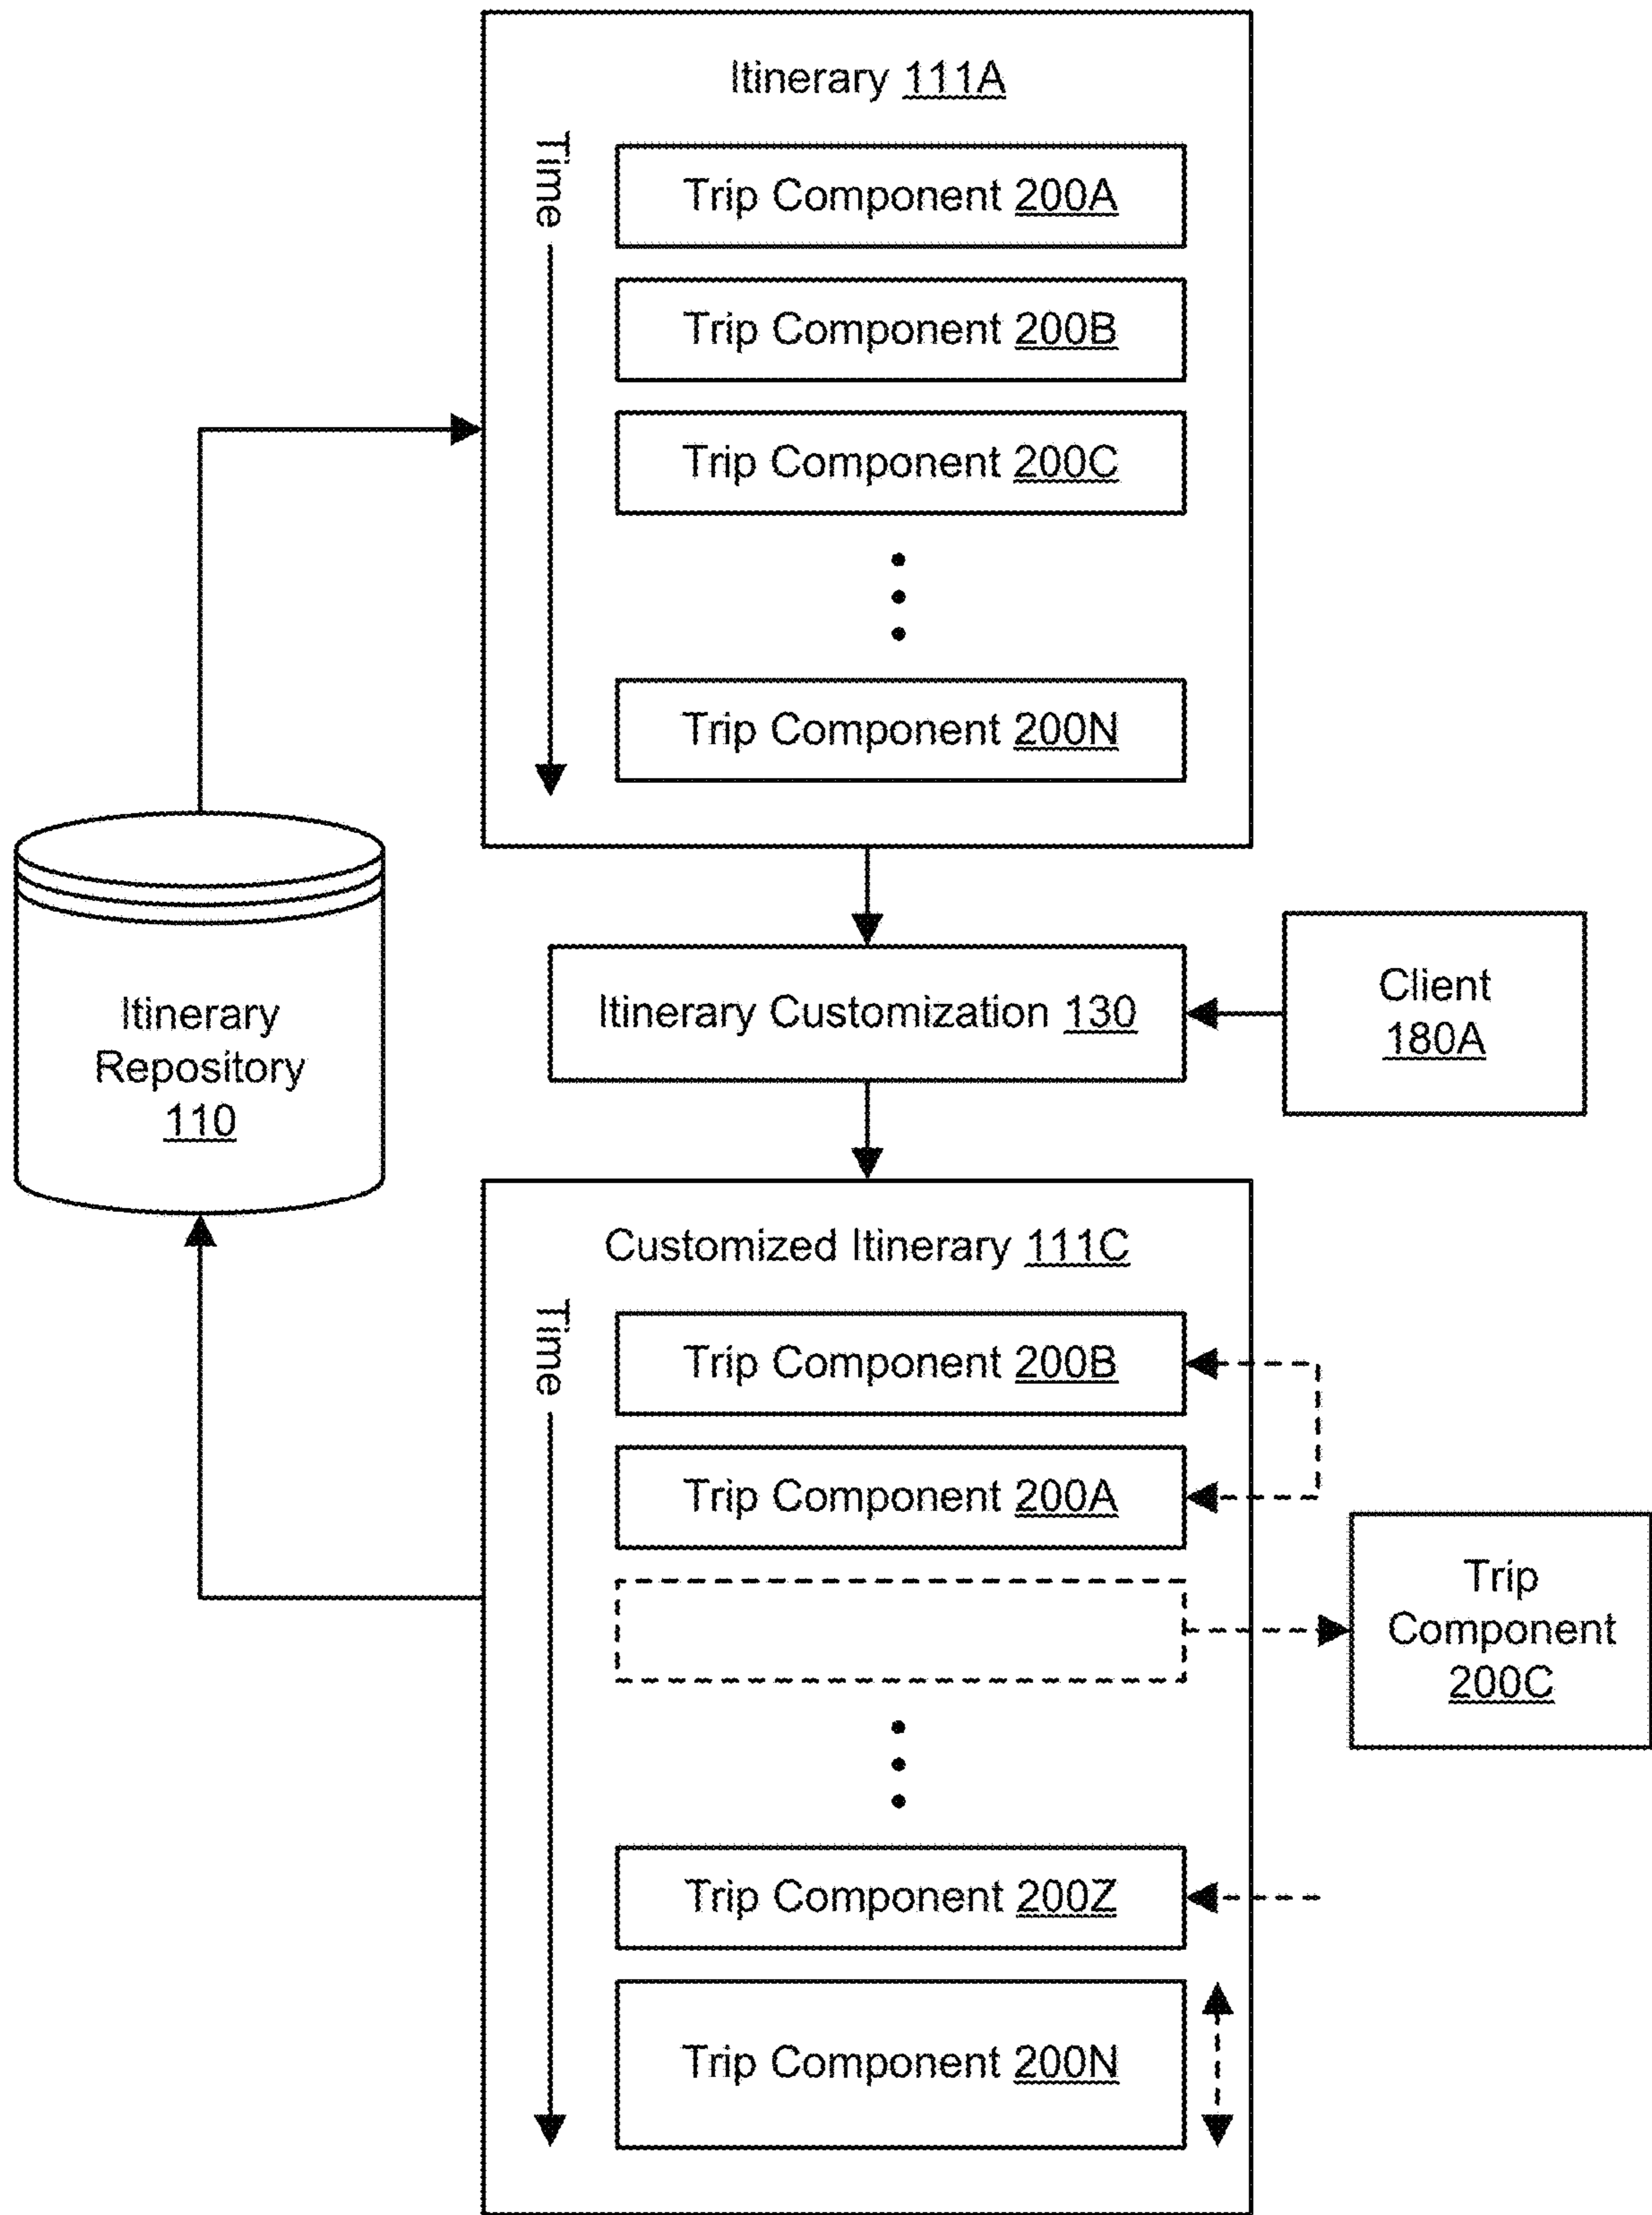 Itinerary 111A
Time
Trip Component 200A
Trip Component 200B
Trip Component 200C
Trip Component 200N
Itinerary
Repository
110
Itinerary Customization 130
Client
180A
Customized Itinerary 111C
Time
Trip Component 200B
Trip Component 200A
Trip
Component
200C
Trip Component 200Z
Trip Component 200N